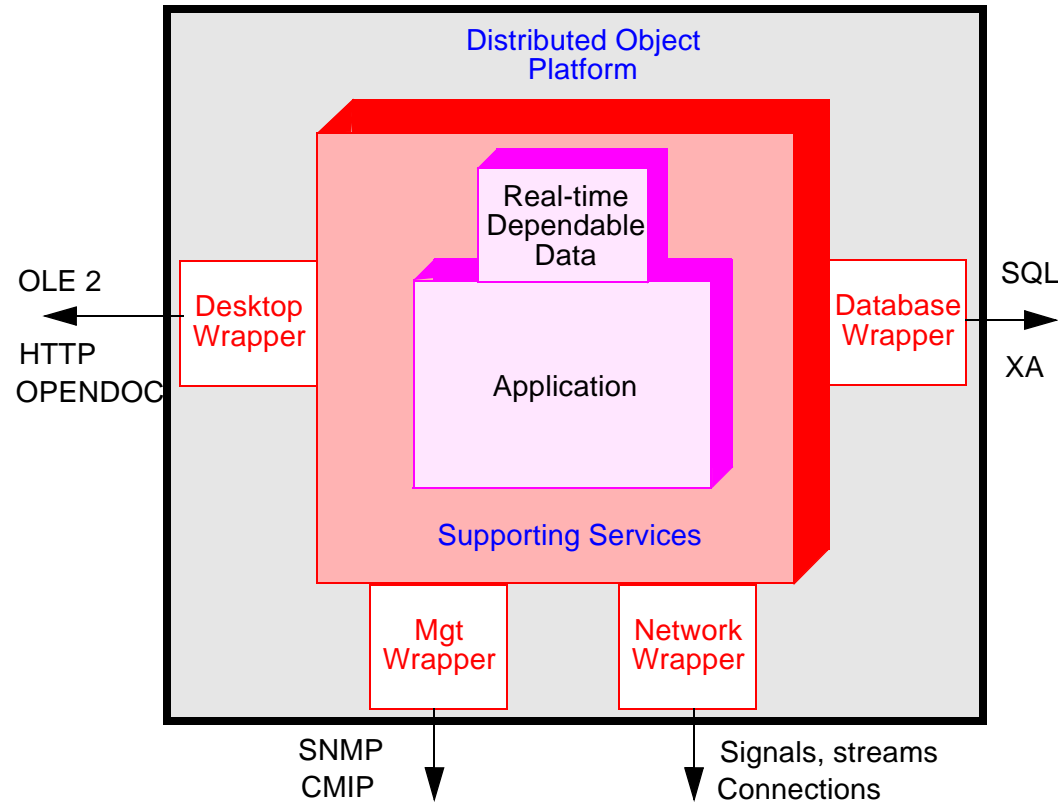 Distributed Object
Platform
Real-time
Dependable
Data
OLE 2
HTTP
OPENDOC
Desktop
Wrapper
Application
Database
Wrapper
SQL
XA
Supporting Services
Mgt
Wrapper
Network
Wrapper
SNMP
CMIP
Signals, streams
Connections